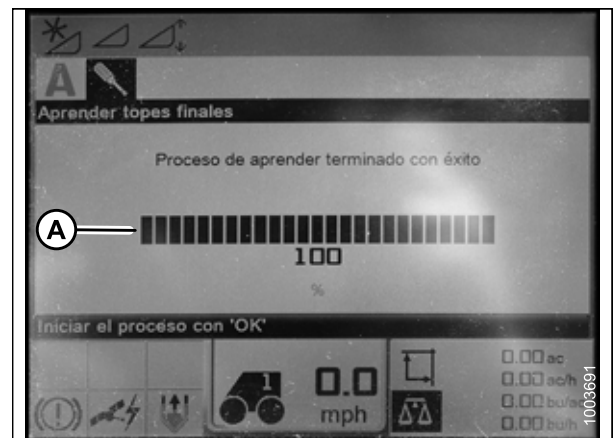 A
Aprender topes finales
Proceso de aprender terminado con éxito
A
100
%
Iniciar el proceso con 'OK'
1
0.0
mph
0.00 ac
0.00 ac/h
0.00 bu/ac
0.00 bu/h
1003691